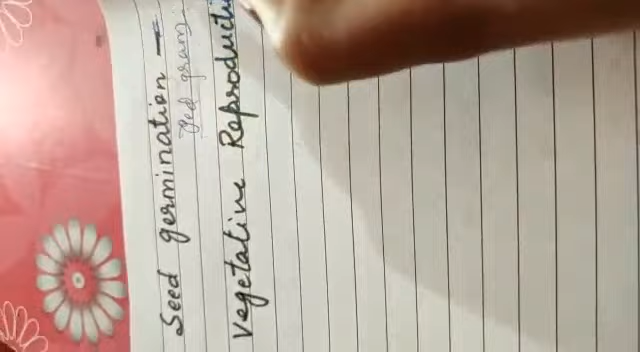 Seed germination -
Red gram
Vegetative Reproducti